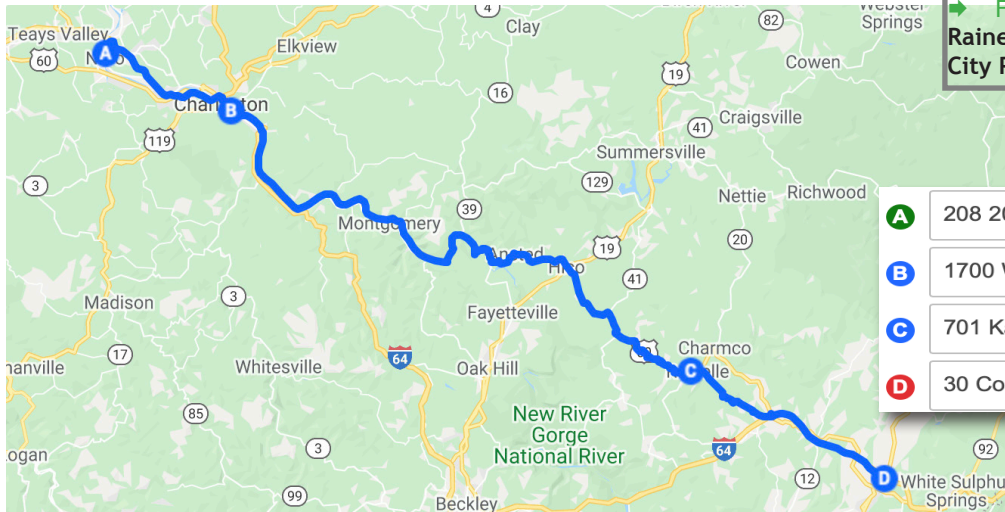 Webster
Springs
4
Clay
82
F
Raine
City P
Teays Valley
A
60
Elkview
19
Cowen
Charleston
B
16
Craigsville
41
119
Summersville
129
3
Nettie
Richwood
A
208 20
39
Montgomery
20
Ansted
19
Hico
41
B
1700 W
3
Madison
Fayetteville
C
701 K
17
Whitesville
64
Oak Hill
Charmco
C
D
30 Co
85
New River
Gorge
National River
3
64
92
12
D
White Sulphu
Springs
99
Beckley